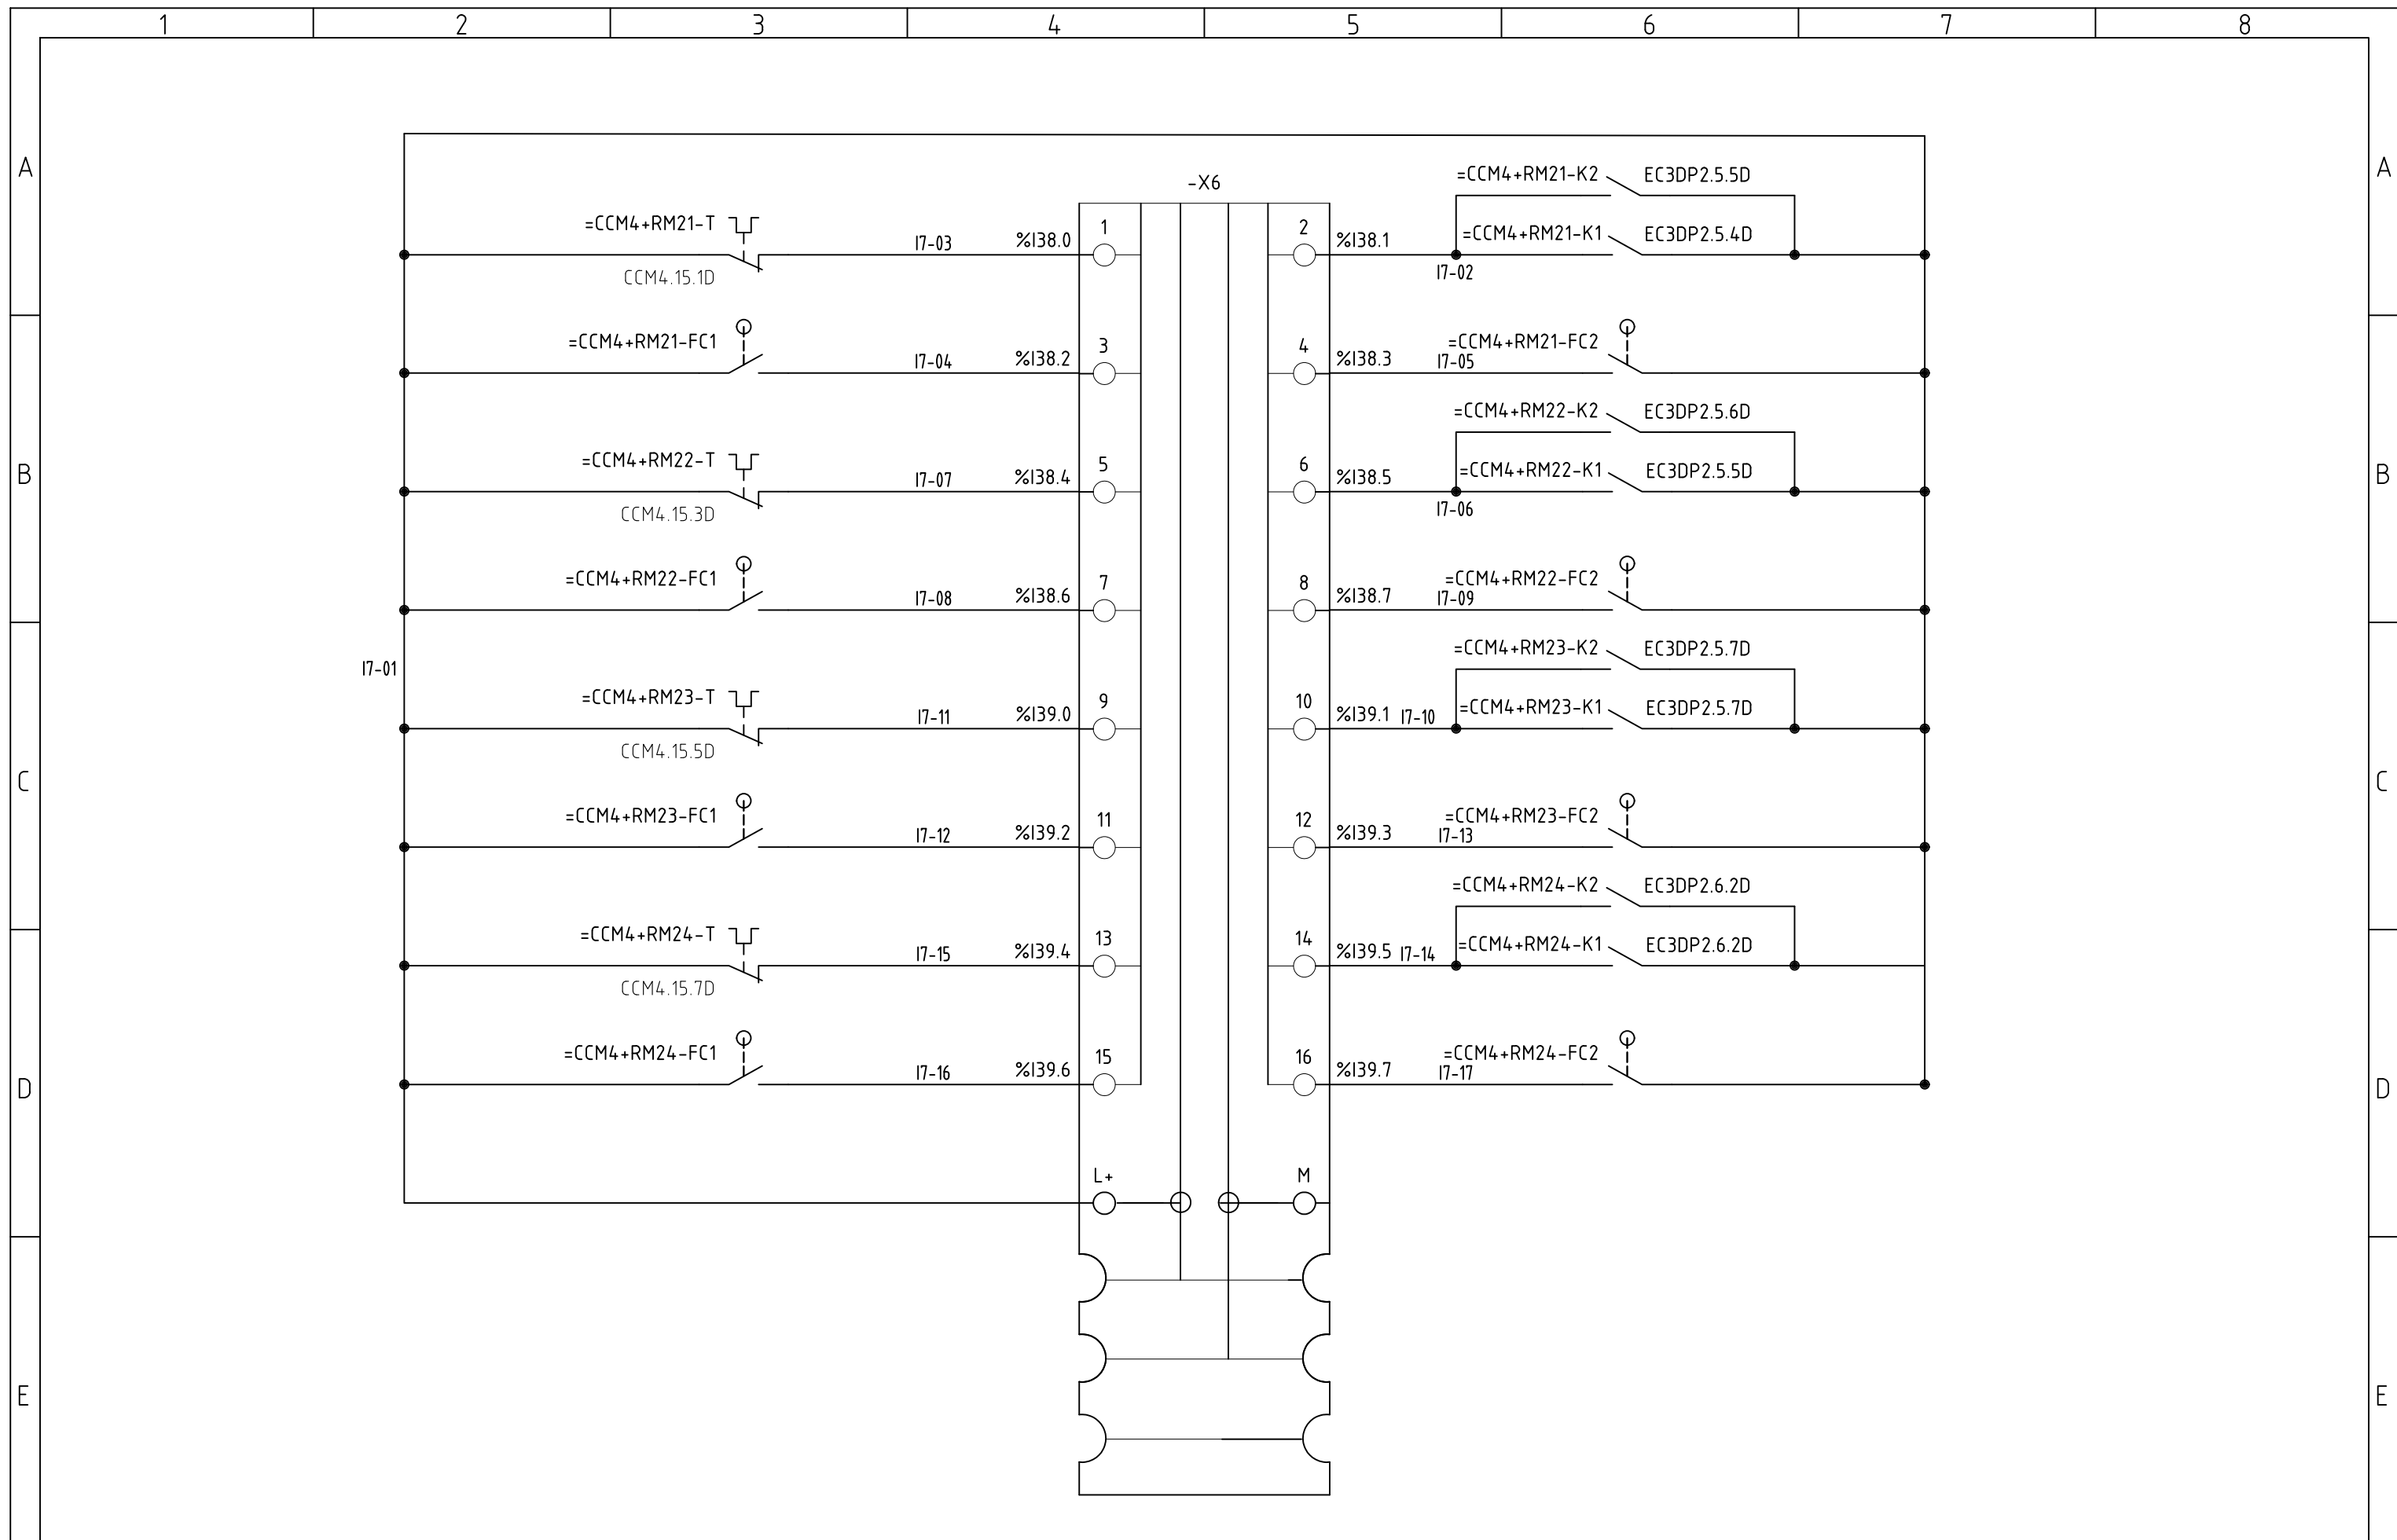 1 2 3 4 5 6 7 8
A A
-X6
=CCM4+RM21-K2 EC3DP2.5.5D
=CCM4+RM21-T I7-03 %I38.0 1 2 %I38.1 =CCM4+RM21-K1 EC3DP2.5.4D
CCM4.15.1D I7-02
=CCM4+RM21-FC1 I7-04 %I38.2 3 4 %I38.3 I7-05 =CCM4+RM21-FC2
=CCM4+RM22-K2 EC3DP2.5.6D
B B
=CCM4+RM22-T I7-07 %I38.4 5 6 %I38.5 =CCM4+RM22-K1 EC3DP2.5.5D
CCM4.15.3D I7-06
=CCM4+RM22-FC1 I7-08 %I38.6 7 8 %I38.7 I7-09 =CCM4+RM22-FC2
I7-01
=CCM4+RM23-K2 EC3DP2.5.7D
=CCM4+RM23-T I7-11 %I39.0 9 10 %I39.1 I7-10 =CCM4+RM23-K1 EC3DP2.5.7D
CCM4.15.5D
C C
=CCM4+RM23-FC1 I7-12 %I39.2 11 12 %I39.3 I7-13 =CCM4+RM23-FC2
=CCM4+RM24-K2 EC3DP2.6.2D
=CCM4+RM24-T I7-15 %I39.4 13 14 %I39.5 I7-14 =CCM4+RM24-K1 EC3DP2.6.2D
CCM4.15.7D
=CCM4+RM24-FC1 I7-16 %I39.6 15 16 %I39.7 I7-17 =CCM4+RM24-FC2
D D
L+ M
E E